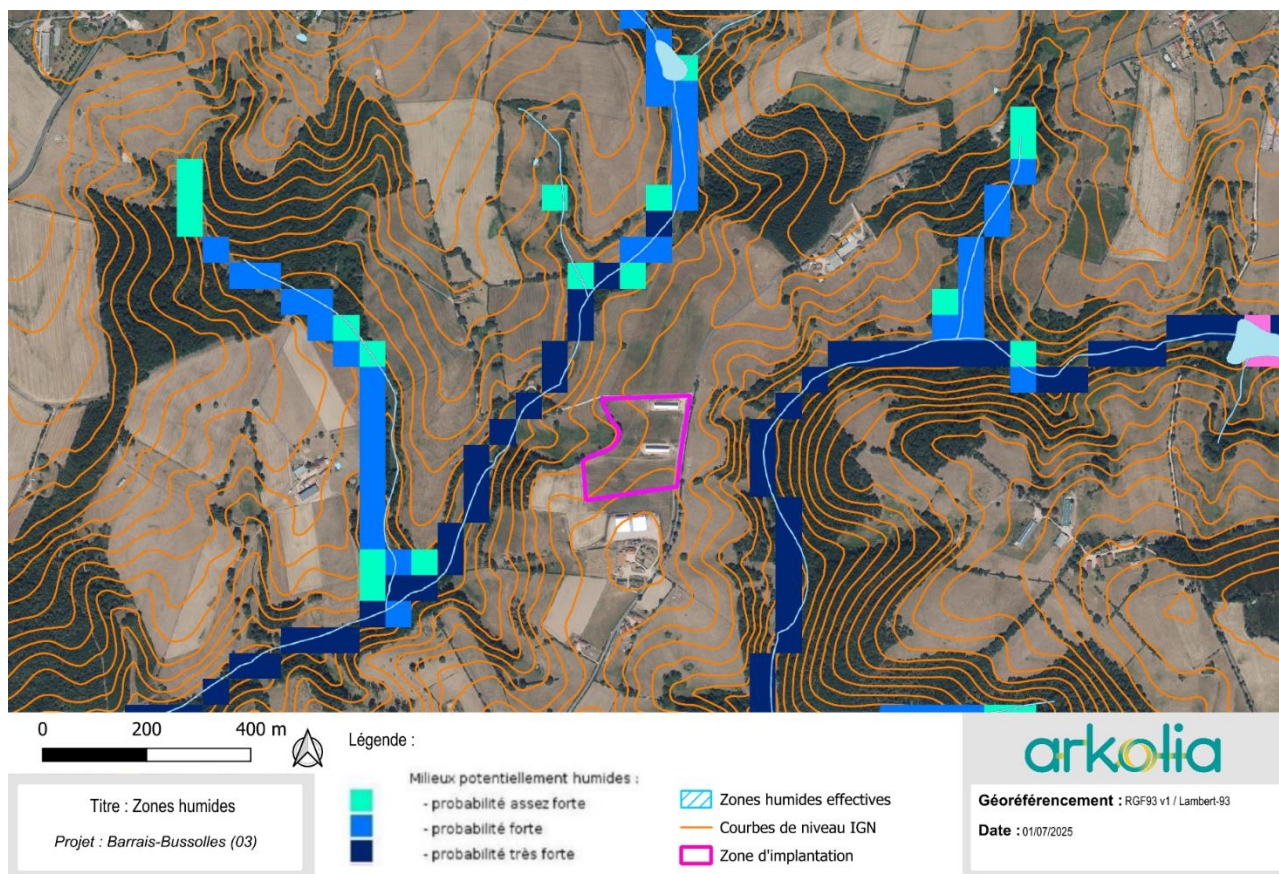 0 200 400 m
Titre : Zones humides
Projet : Barrais-Bussolles (03)
Légende :
Milieux potentiellement humides :
- probabilité assez forte
- probabilité forte
- probabilité très forte
Zones humides effectives
Courbes de niveau IGN
Zone d'implantation
arkolia
Géoréférencement : RGF93 v1 / Lambert-93
Date : 01/07/2025